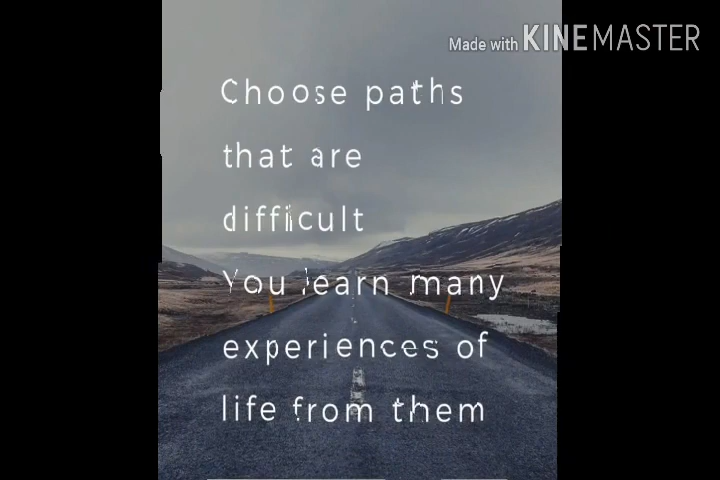 Made with KINEMASTER
Choose paths
that are
difficult
You learn many
experiences of
life from them